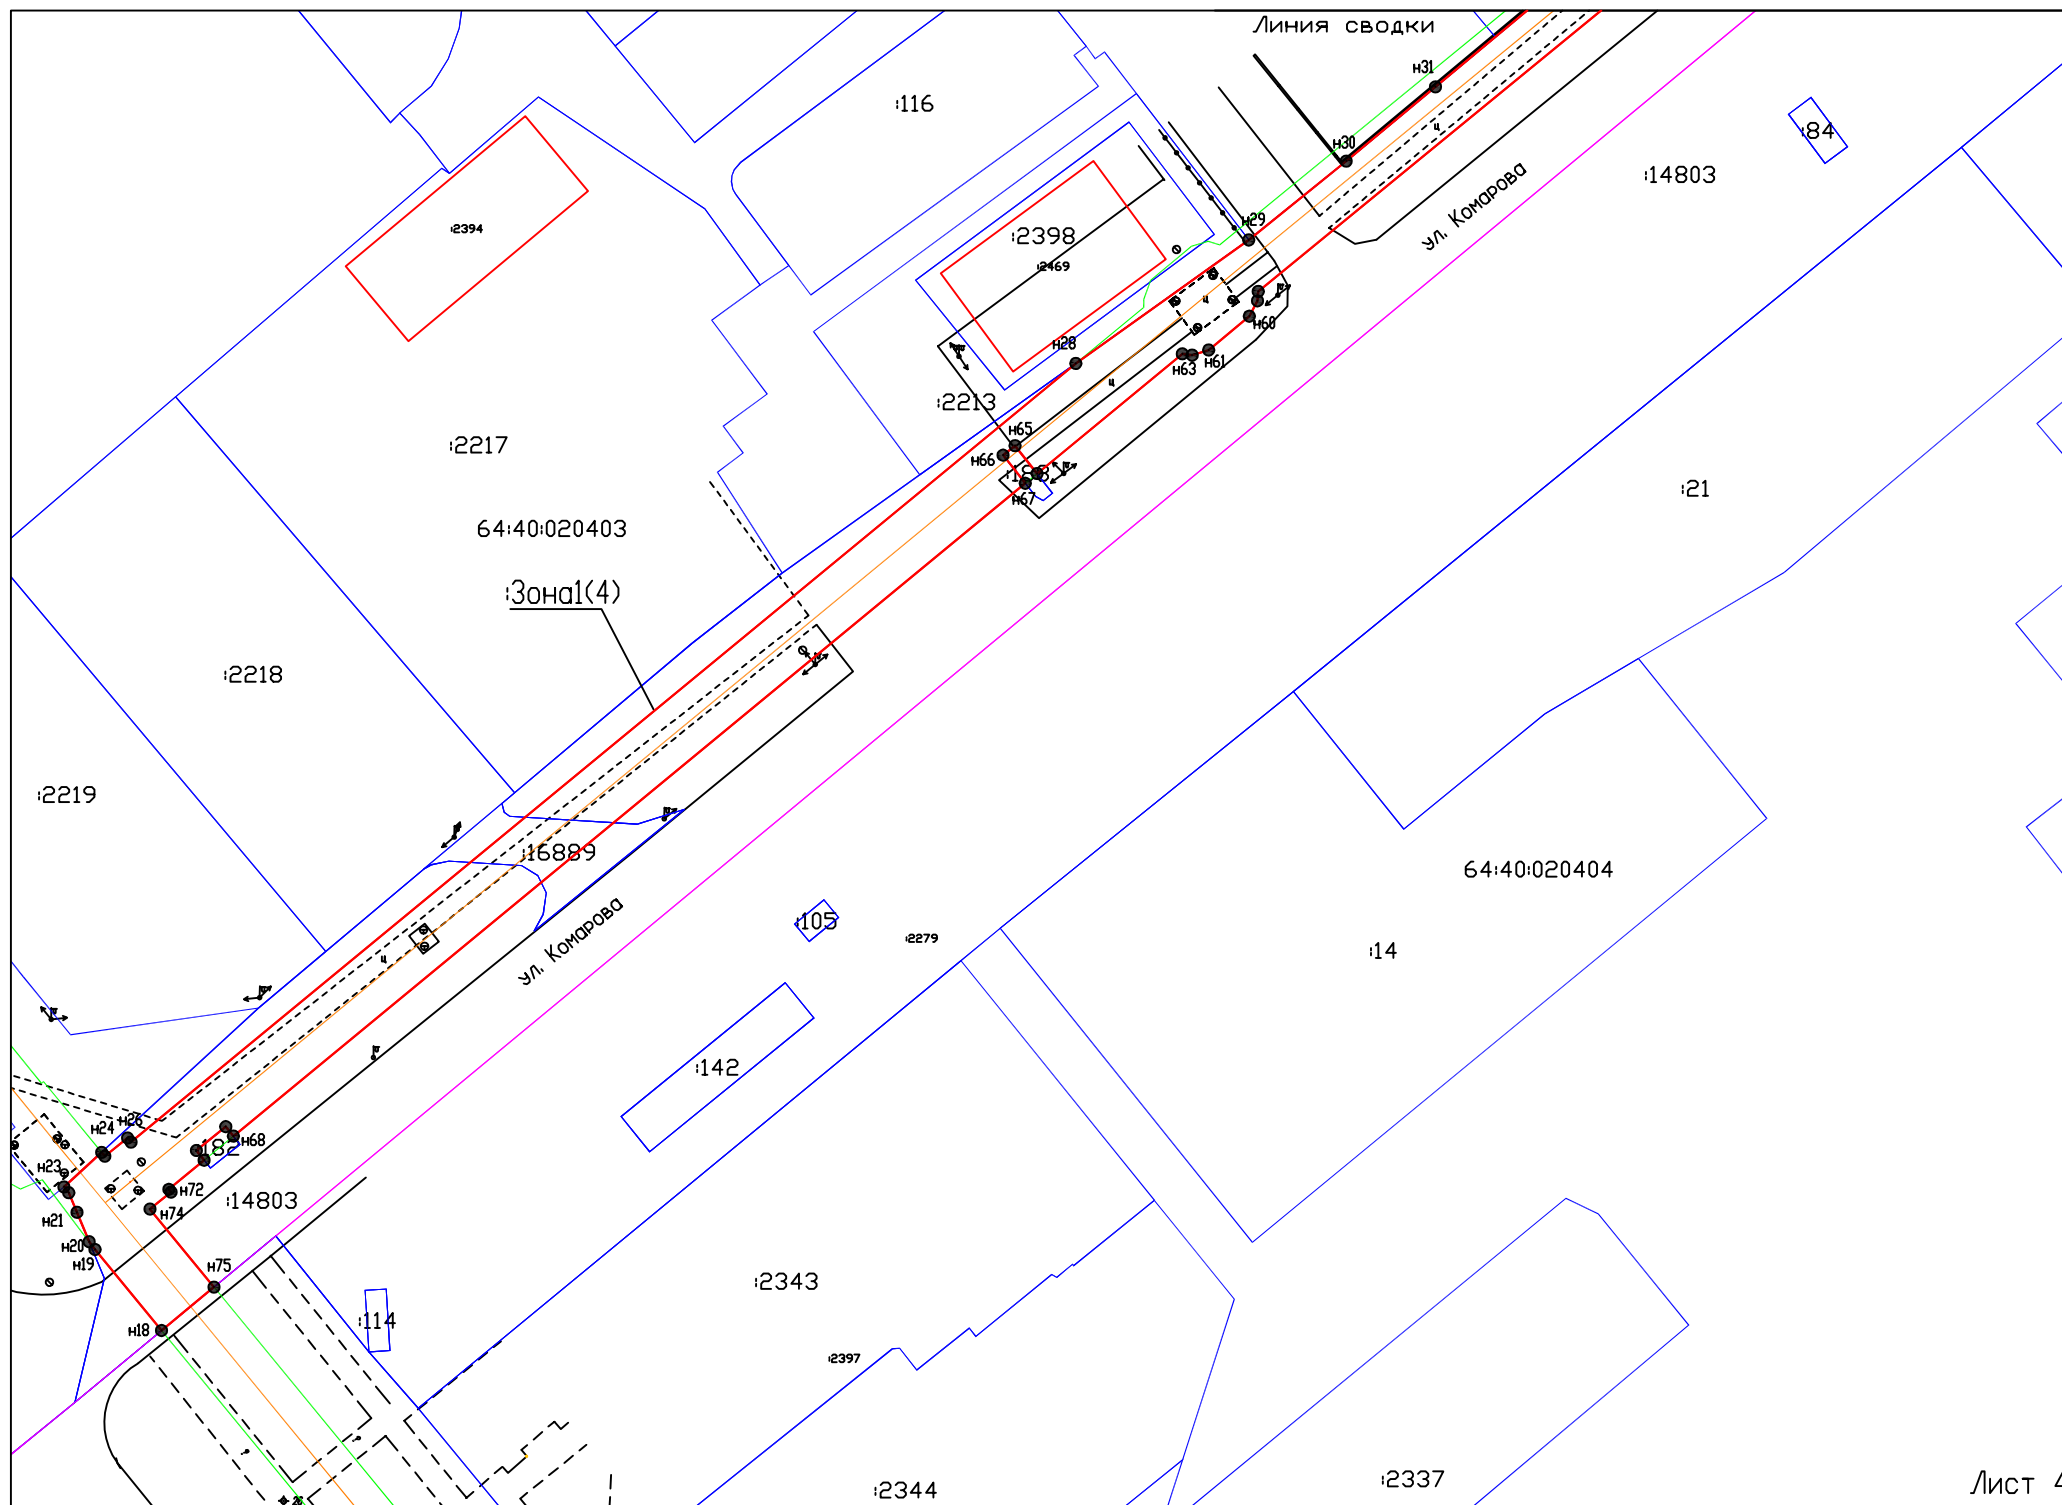 Линия сводки
н31
:116
ч
:84
н30
:14803
ул. Комарова
н29
:2394
:2398
:2469
ч
н60
н28
н61
н63
ч
:2213
н65
:2217
н66
:183
н67
:21
64:40:020403
:Зона1(4)
:2218
:2219
:16889
64:40:020404
:105
ул. Комарова
:2279
:14
ч
:142
н26
н24
н68
:182
н23
н72
:14803
н74
н21
н20
н19
н75
:2343
:114
н18
:2397
:2337
:2344
Лист 4